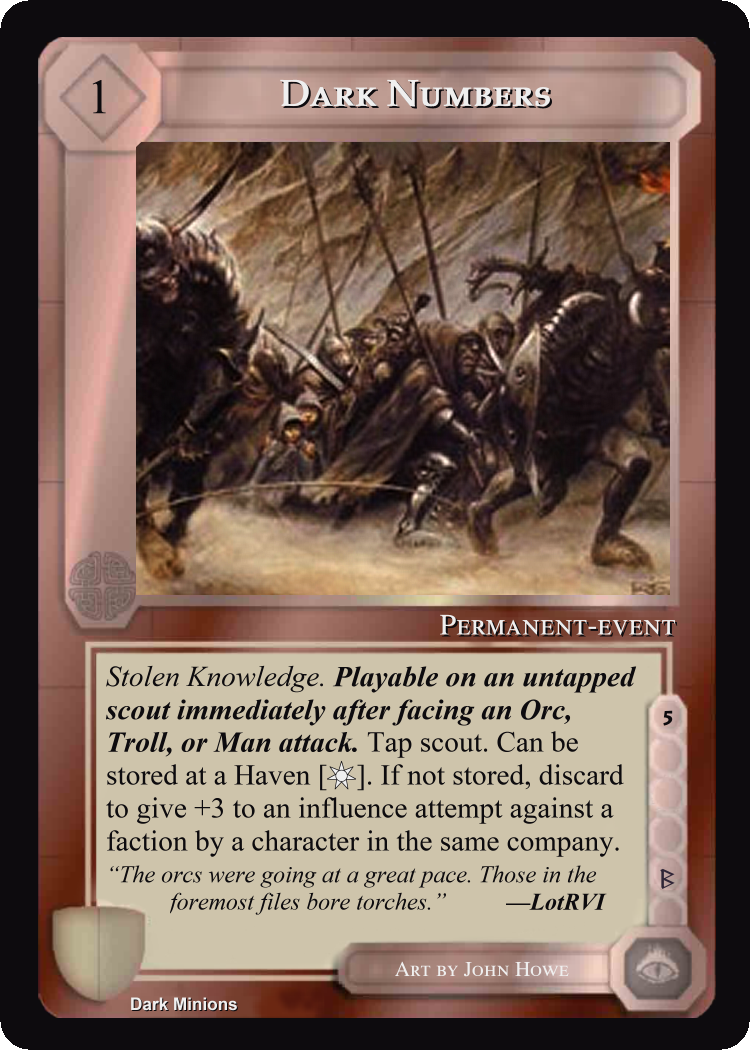 1
DARK NUMBERS
PERMANENT-EVENT
Stolen Knowledge. Playable on an untapped
scout immediately after facing an Orc,
Troll, or Man attack. Tap scout. Can be
stored at a Haven [☼]. If not stored, discard
to give +3 to an influence attempt against a
faction by a character in the same company.
5
“The orcs were going at a great pace. Those in the
foremost files bore torches.” —LotRVI
ᛒ
ART BY JOHN HOWE
Dark Minions